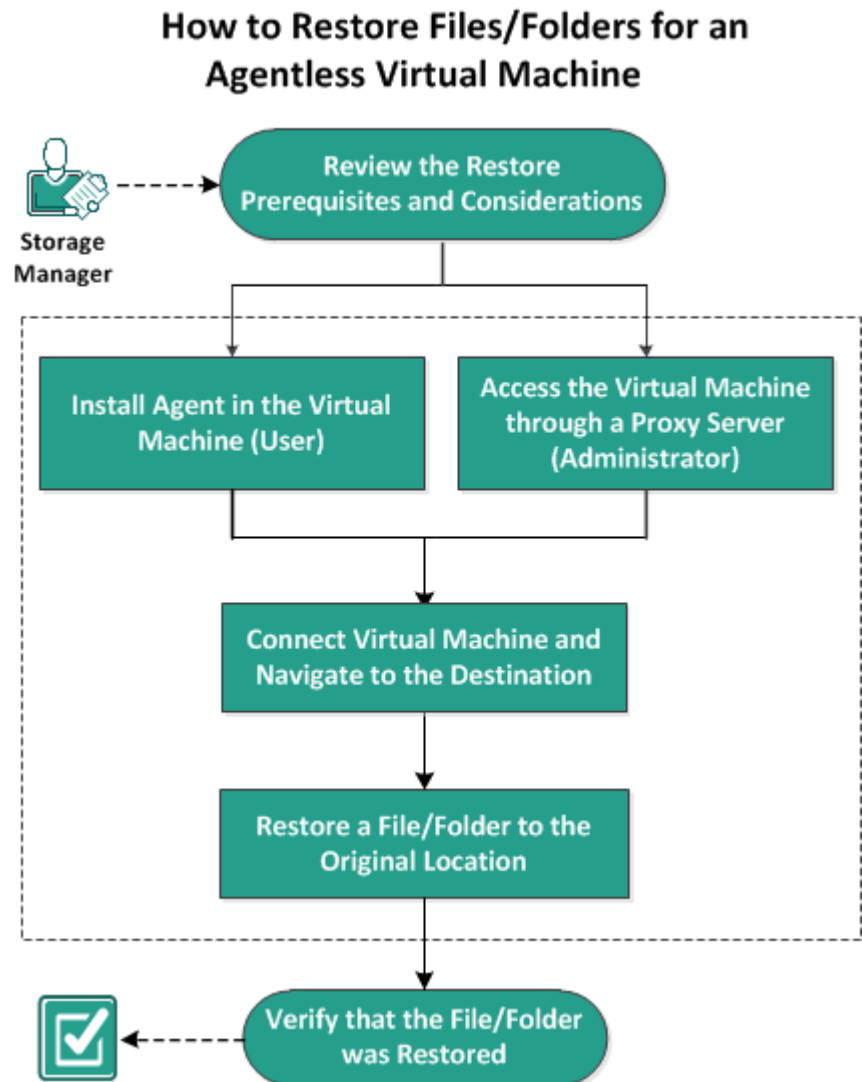 How to Restore Files/Folders for an
Agentless Virtual Machine
Review the Restore
Prerequisites and Considerations
Storage
Manager
Install Agent in the Virtual
Machine (User)
Access the Virtual Machine
through a Proxy Server
(Administrator)
Connect Virtual Machine and
Navigate to the Destination
Restore a File/Folder to the
Original Location
Verify that the File/Folder
was Restored